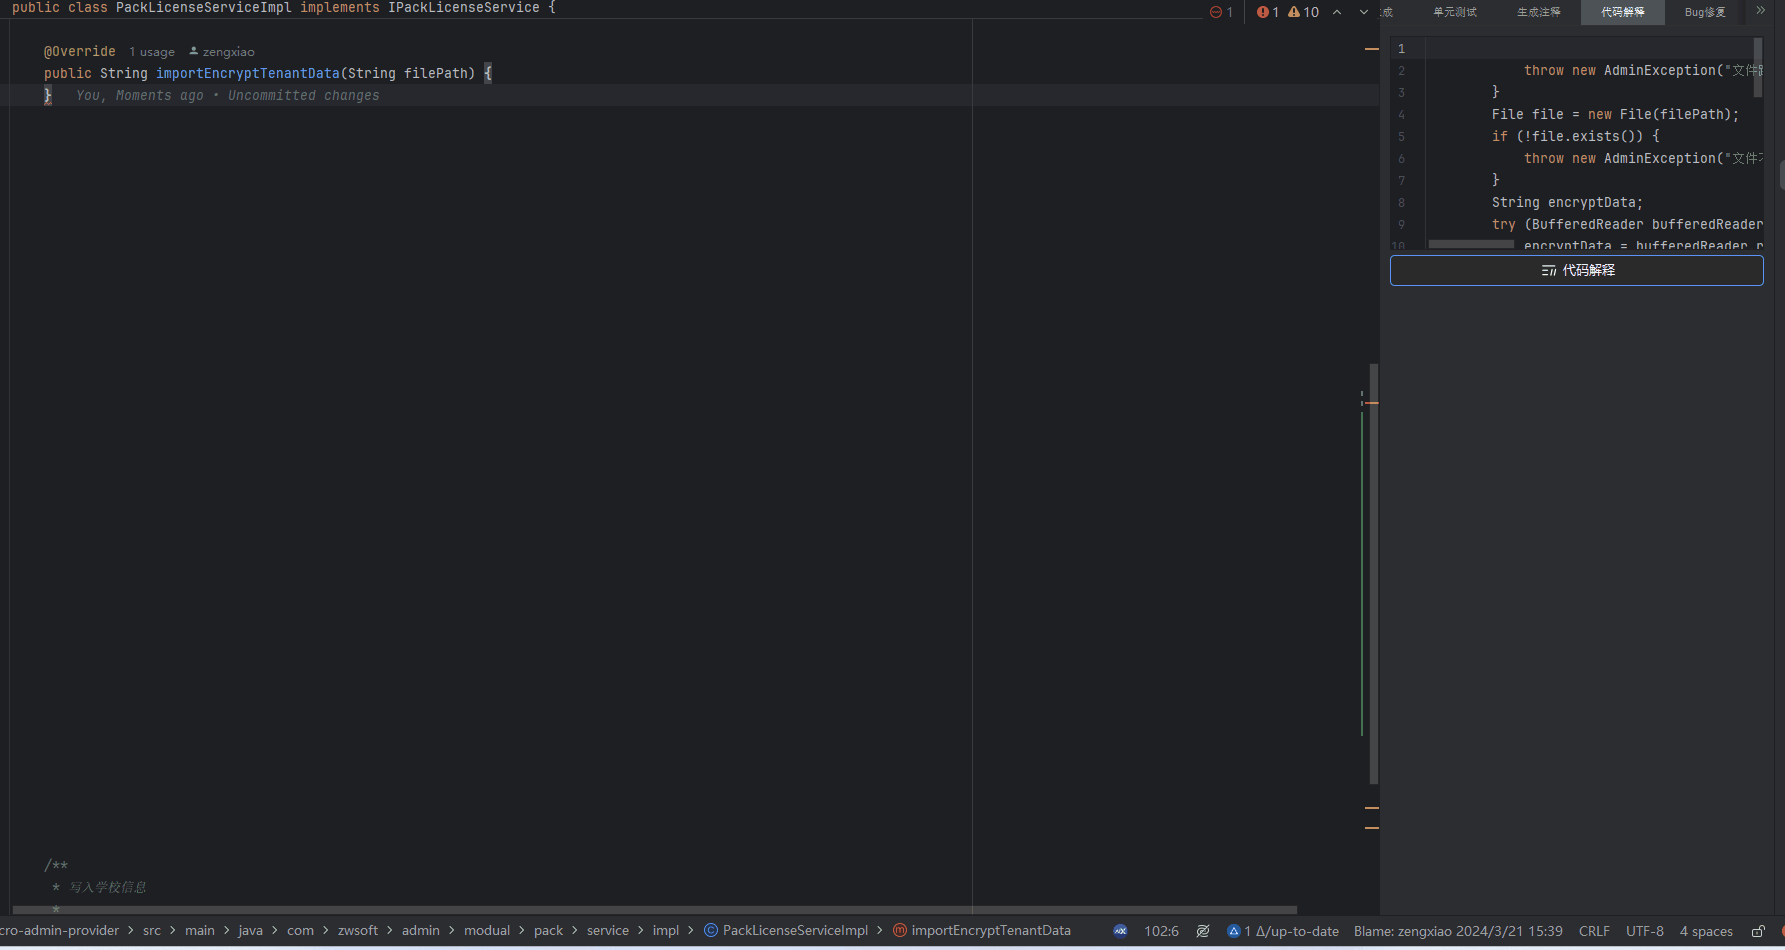 public class PackLicenseServiceImpl implements IPackLicenseService {
1 1 10
@Override 1 usage zengxiao
public String importEncryptTenantData(String filePath) {
} You, Moments ago • Uncommitted changes
/**
* 写入学校信息
*
成 单元测试 生成注释 代码解释 Bug修复 »
1
2 throw new AdminException("文件
3 }
4 File file = new File(filePath);
5 if (!file.exists()) {
6 throw new AdminException("文件
7 }
8 String encryptData;
9 try (BufferedReader bufferedReader
10 encryptData = bufferedReader.r
代码解释
cro-admin-provider > src > main > java > com > zwsoft > admin > modual > pack > service > impl > PackLicenseServiceImpl > importEncryptTenantData 102:6 1 Δ/up-to-date Blame: zengxiao 2024/3/21 15:39 CRLF UTF-8 4 spaces